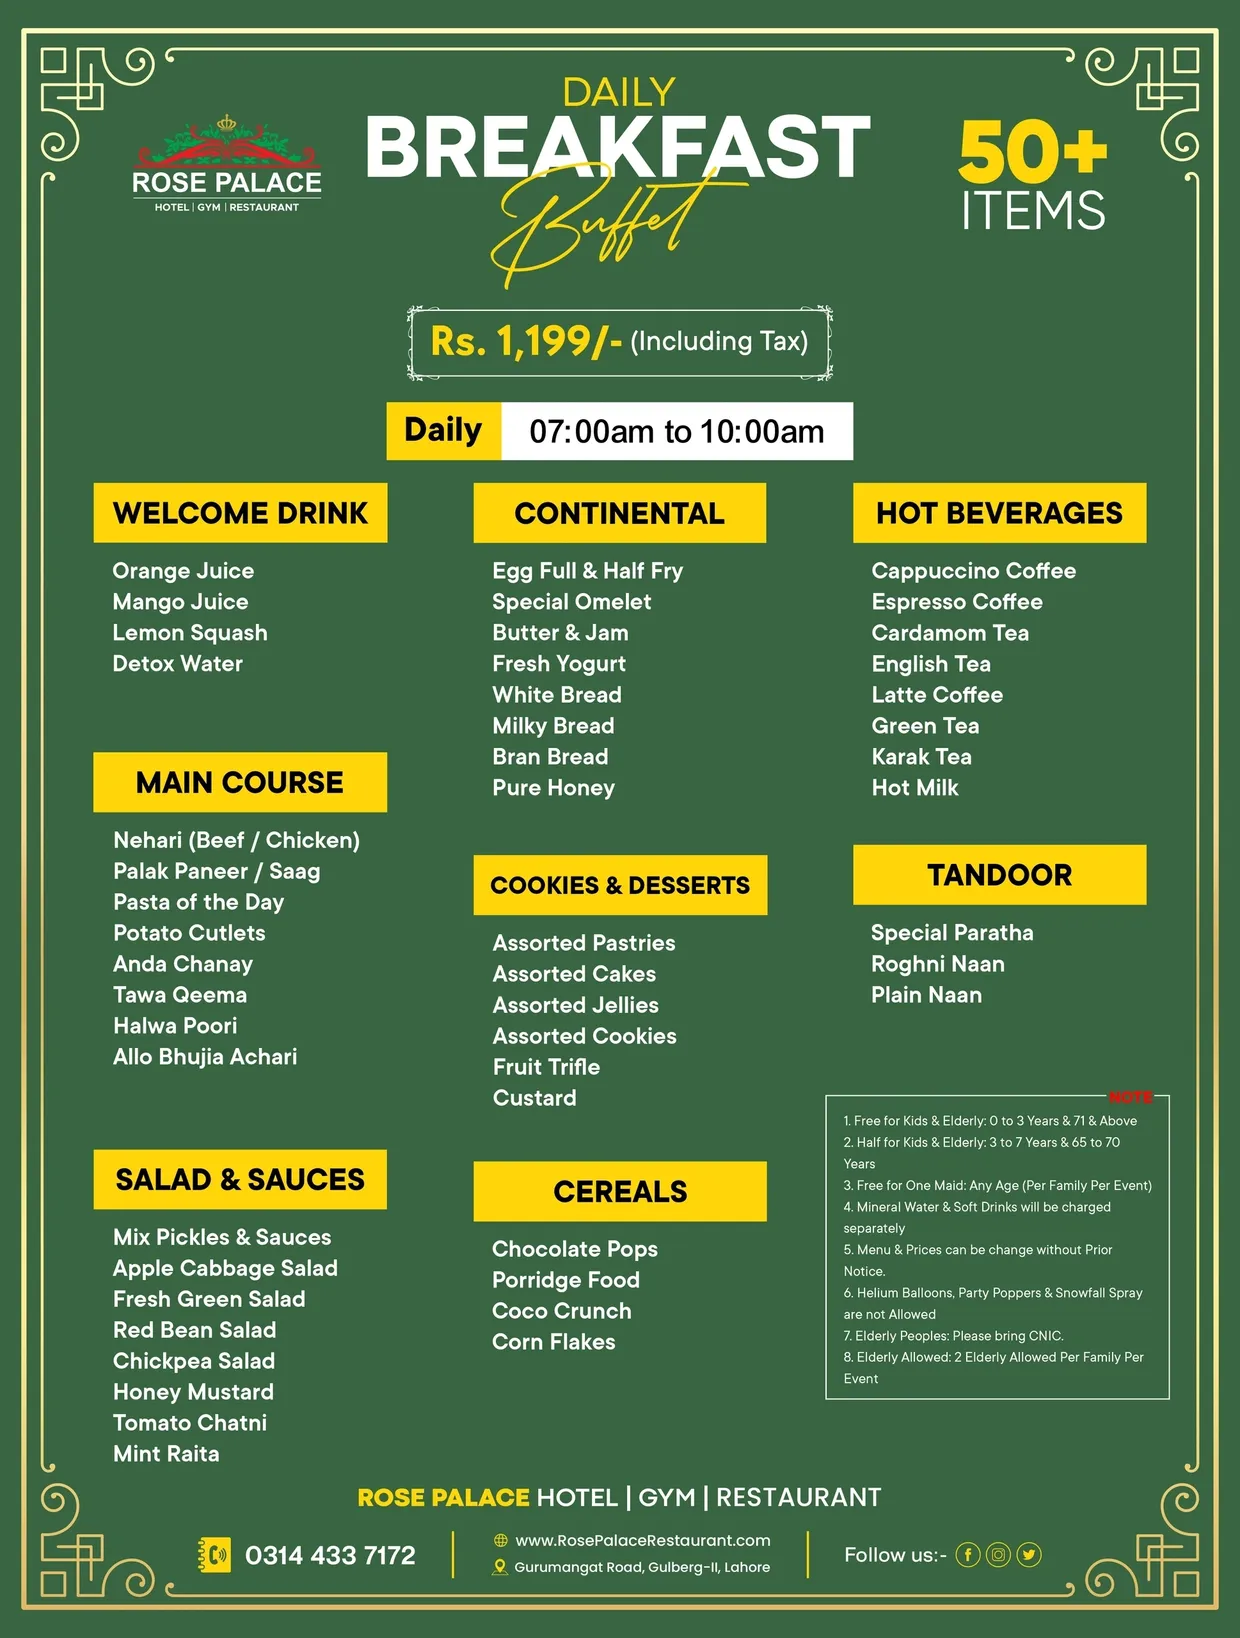 DAILY
BREAKFAST
Buffet
ROSE PALACE
HOTEL | GYM | RESTAURANT
50+
ITEMS
Rs. 1,199/- (Including Tax)
Daily 07:00am to 10:00am
WELCOME DRINK
Orange Juice
Mango Juice
Lemon Squash
Detox Water
MAIN COURSE
Nehari (Beef / Chicken)
Palak Paneer / Saag
Pasta of the Day
Potato Cutlets
Anda Chanay
Tawa Qeema
Halwa Poori
Allo Bhujia Achari
SALAD & SAUCES
Mix Pickles & Sauces
Apple Cabbage Salad
Fresh Green Salad
Red Bean Salad
Chickpea Salad
Honey Mustard
Tomato Chatni
Mint Raita
CONTINENTAL
Egg Full & Half Fry
Special Omelet
Butter & Jam
Fresh Yogurt
White Bread
Milky Bread
Bran Bread
Pure Honey
COOKIES & DESSERTS
Assorted Pastries
Assorted Cakes
Assorted Jellies
Assorted Cookies
Fruit Trifle
Custard
CEREALS
Chocolate Pops
Porridge Food
Coco Crunch
Corn Flakes
HOT BEVERAGES
Cappuccino Coffee
Espresso Coffee
Cardamom Tea
English Tea
Latte Coffee
Green Tea
Karak Tea
Hot Milk
TANDOOR
Special Paratha
Roghni Naan
Plain Naan
NOTE
1. Free for Kids & Elderly: 0 to 3 Years & 71 & Above
2. Half for Kids & Elderly: 3 to 7 Years & 65 to 70
Years
3. Free for One Maid: Any Age (Per Family Per Event)
4. Mineral Water & Soft Drinks will be charged
separately
5. Menu & Prices can be change without Prior
Notice.
6. Helium Balloons, Party Poppers & Snowfall Spray
are not Allowed
7. Elderly Peoples: Please bring CNIC.
8. Elderly Allowed: 2 Elderly Allowed Per Family Per
Event
ROSE PALACE HOTEL | GYM | RESTAURANT
0314 433 7172
www.RosePalaceRestaurant.com
Gurumangat Road, Gulberg-II, Lahore
Follow us:-